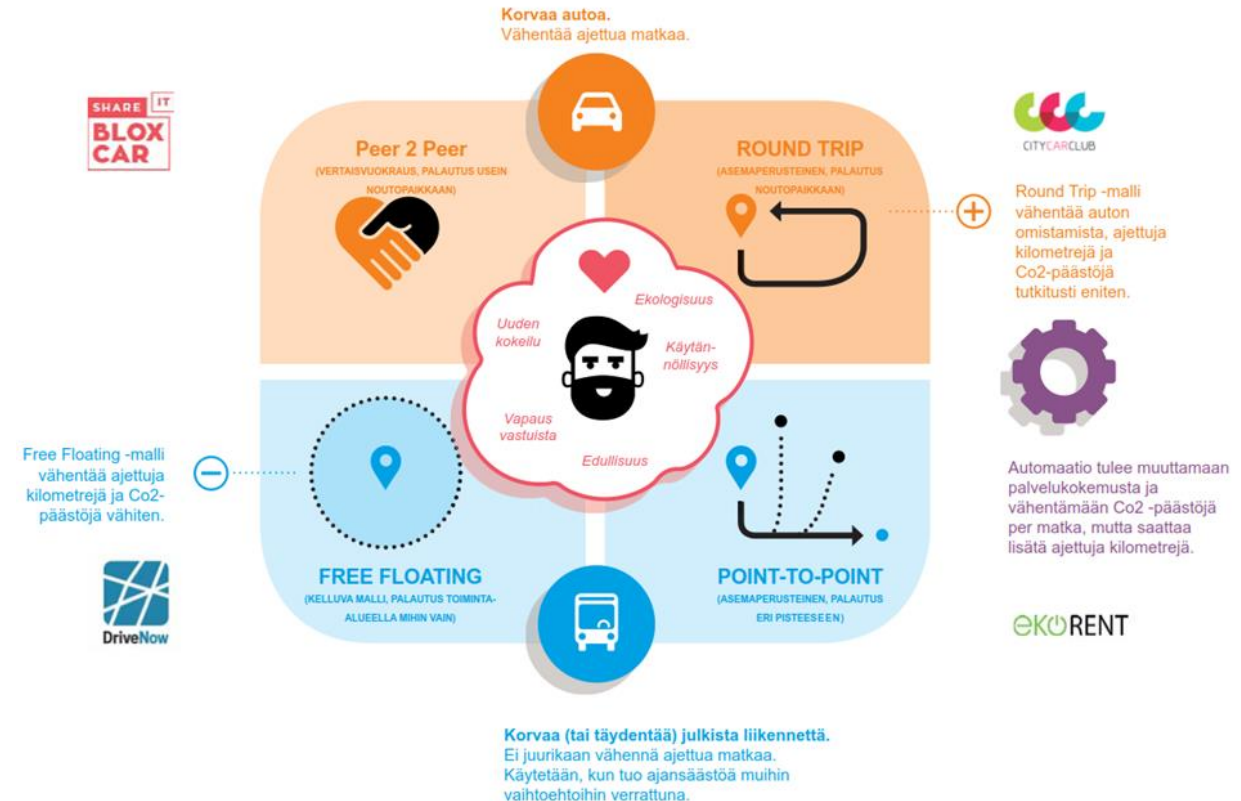 Korvaa autoa.
Vähentää ajettua matkaa.
SHARE IT
BLOX
CAR
Peer 2 Peer
(VERTAISVUOKRAUS, PALAUTUS USEIN
NOUTOPAIKKAAN)
ROUND TRIP
(ASEMAPERUSTEINEN, PALAUTUS
NOUTOPAIKKAAN)
CITYCARCLUB
Round Trip -malli
vähentää auton
omistamista, ajettuja
kilometrejä ja
Co2-päästöjä
tutkitusti eniten.
Ekologisuus
Uuden
kokeilu
Käytän-
nöllisyys
Vapaus
vastuista
Edullisuus
Free Floating -malli
vähentää ajettuja
kilometrejä ja Co2-
päästöjä vähiten.
DriveNow
FREE FLOATING
(KELLUVA MALLI, PALAUTUS TOIMINTA-
ALUEELLA MIHIN VAIN)
POINT-TO-POINT
(ASEMAPERUSTEINEN, PALAUTUS
ERI PISTEESEEN)
Automaatio tulee muuttamaan
palvelukokemusta ja
vähentämään Co2 -päästöjä
per matka, mutta saattaa
lisätä ajettuja kilometrejä.
eKORENT
Korvaa (tai täydentää) julkista liikennettä.
Ei juurikaan vähennä ajettua matkaa.
Käytetään, kun tuo ajansäästöä muihin
vaihtoehtoihin verrattuna.